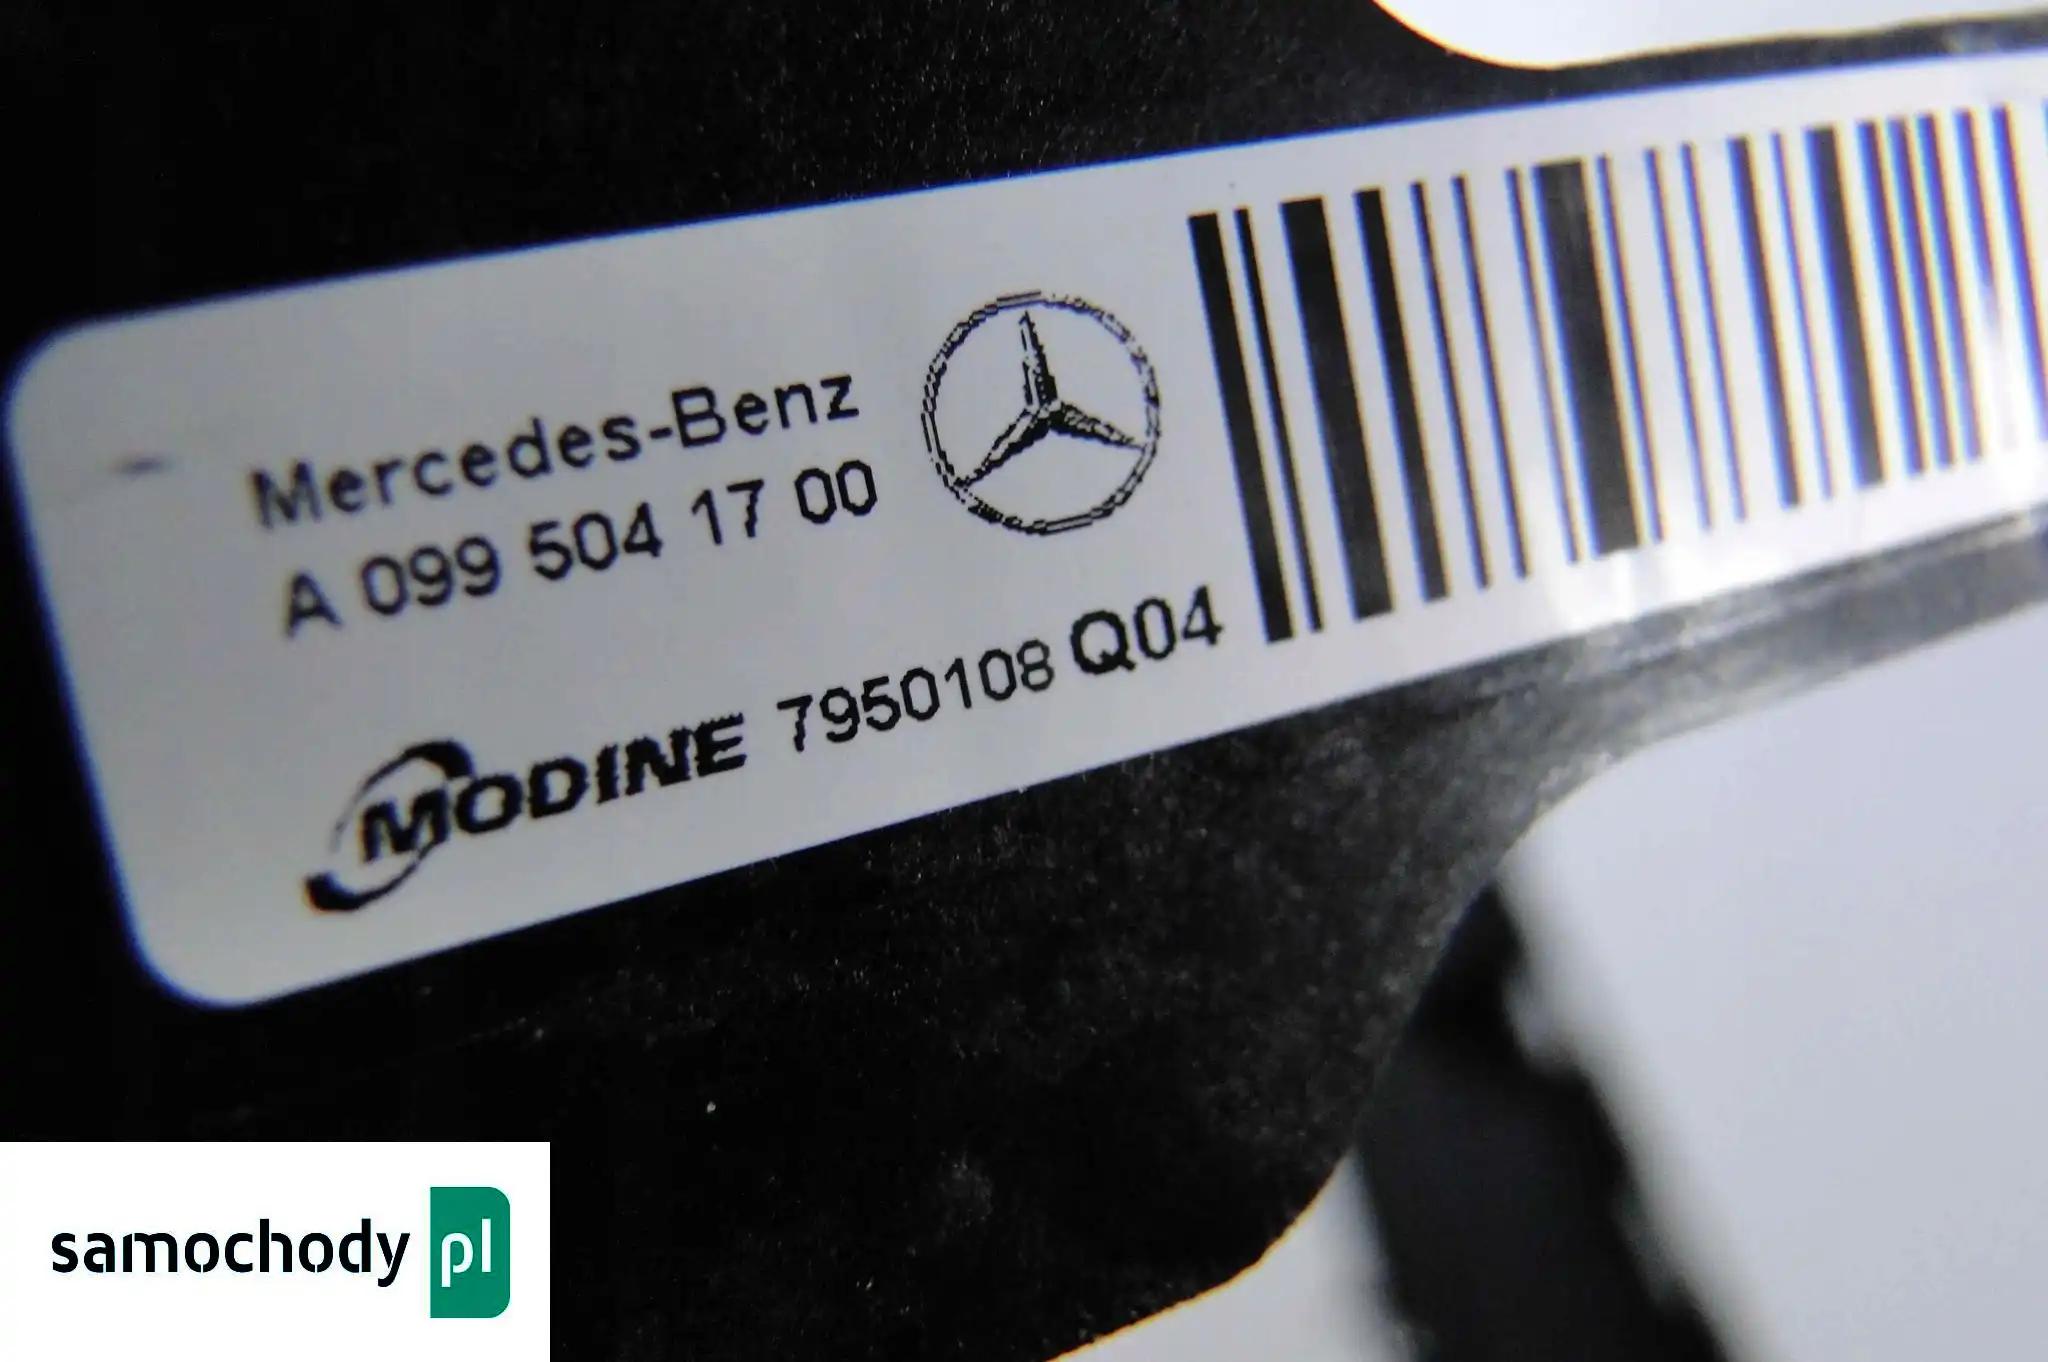 Mercedes-Benz
A 099 504 17 00
MODINE 7950108 Q04
samochody pl